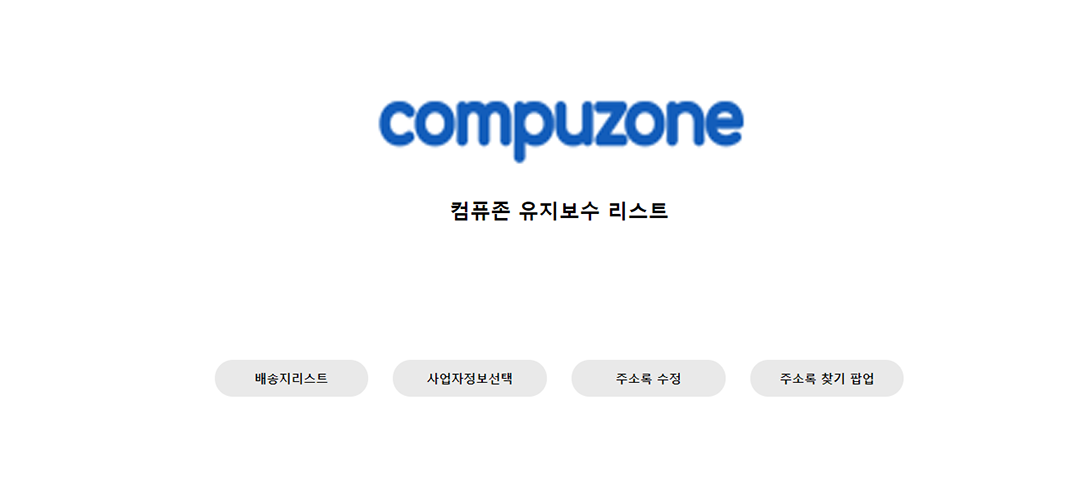 compuzone
컴퓨존 유지보수 리스트
배송지리스트
사업자정보선택
주소록 수정
주소록 찾기 팝업